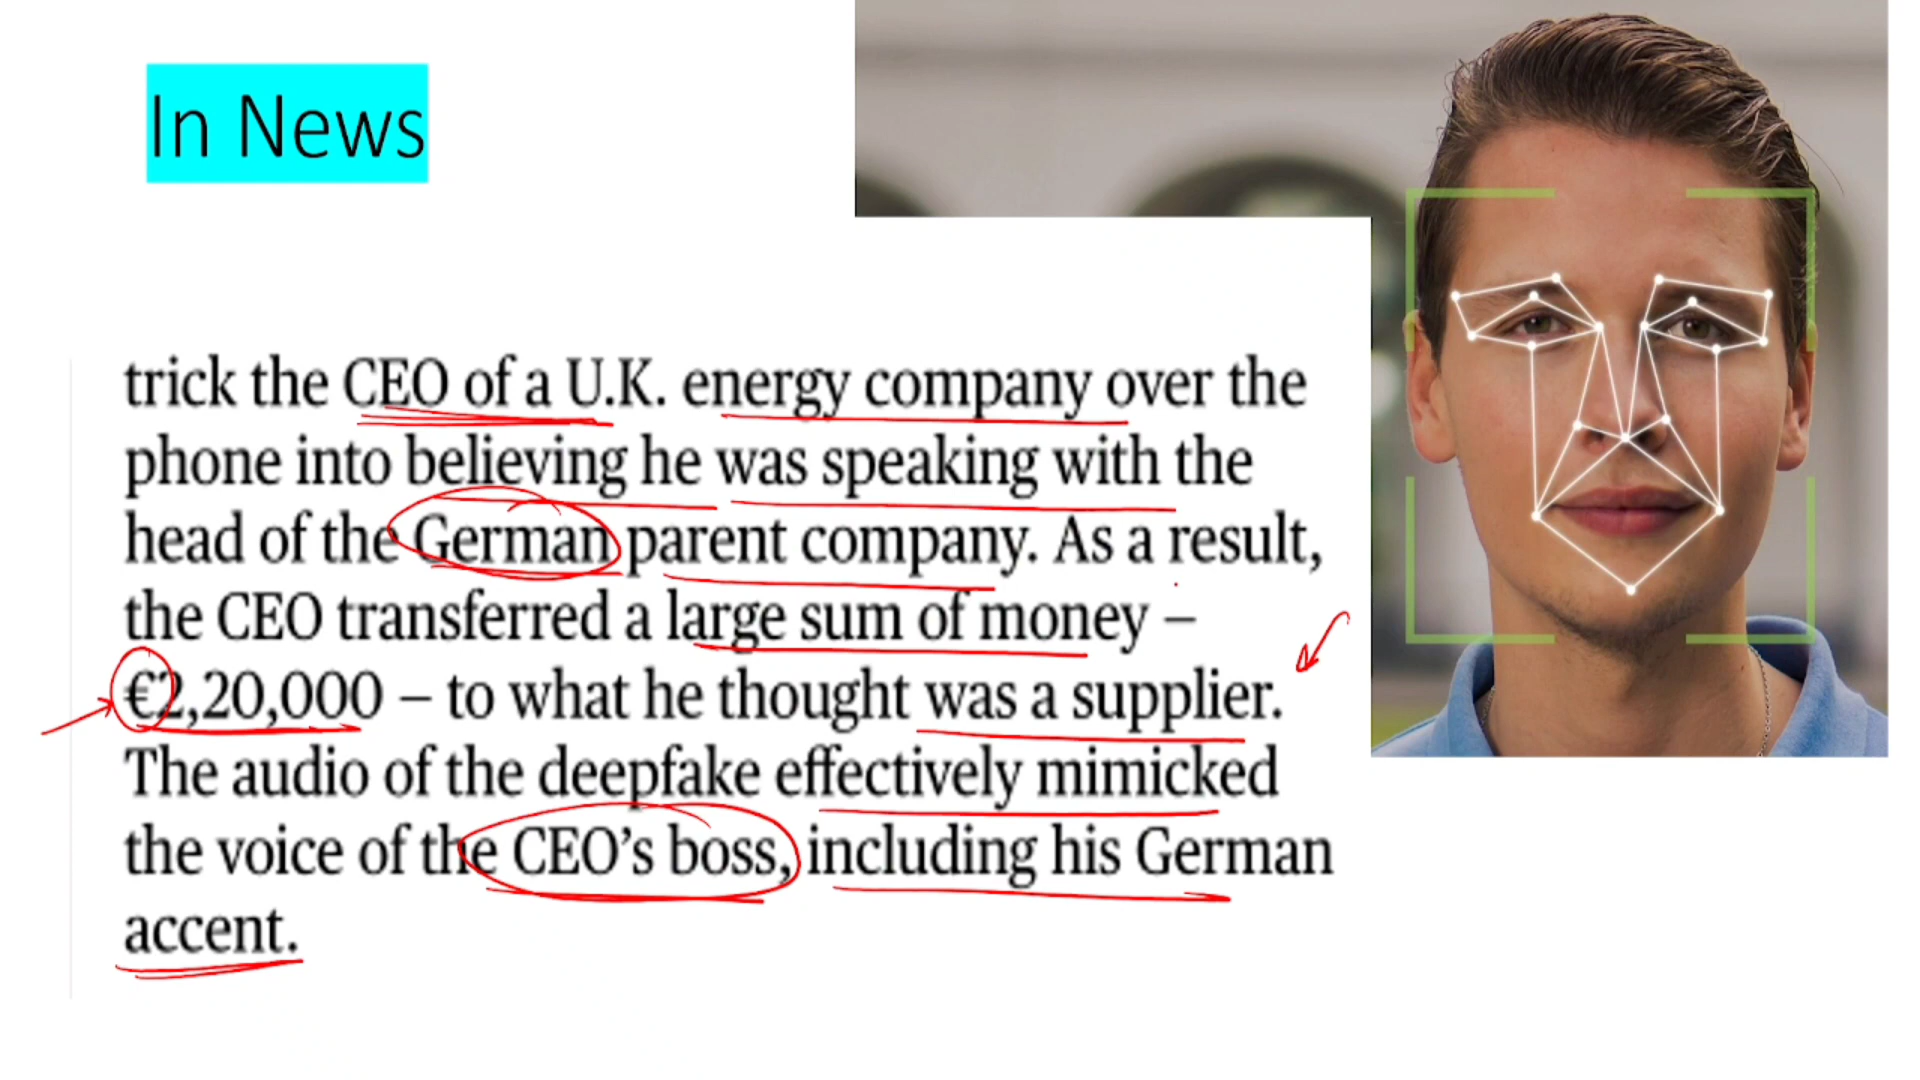 In News
trick the CEO of a U.K. energy company over the
phone into believing he was speaking with the
head of the German parent company. As a result,
the CEO transferred a large sum of money –
€2,20,000 – to what he thought was a supplier.
The audio of the deepfake effectively mimicked
the voice of the CEO’s boss, including his German
accent.